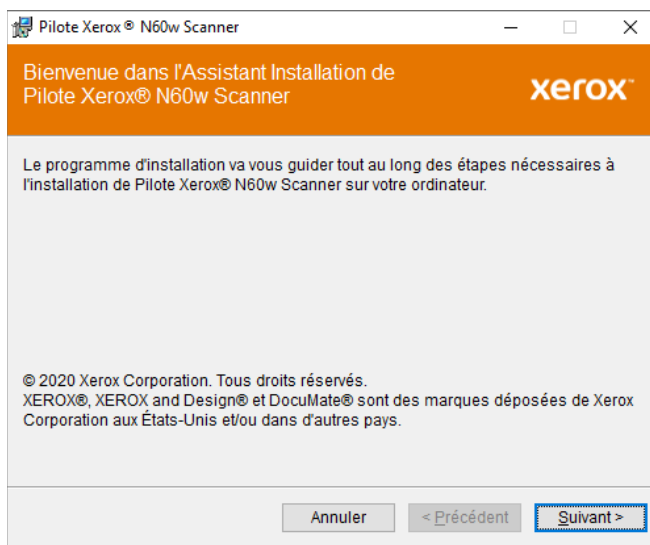 Pilote Xerox® N60w Scanner
Bienvenue dans l'Assistant Installation de
Pilote Xerox® N60w Scanner
xerox™
Le programme d'installation va vous guider tout au long des étapes nécessaires à
l'installation de Pilote Xerox® N60w Scanner sur votre ordinateur.
© 2020 Xerox Corporation. Tous droits réservés.
XEROX®, XEROX and Design® et DocuMate® sont des marques déposées de Xerox
Corporation aux États-Unis et/ou dans d'autres pays.
Annuler < Précédent Suivant >